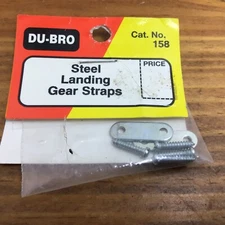 DU-BRO
Cat. No.
158
Steel
Landing
Gear Straps
PRICE